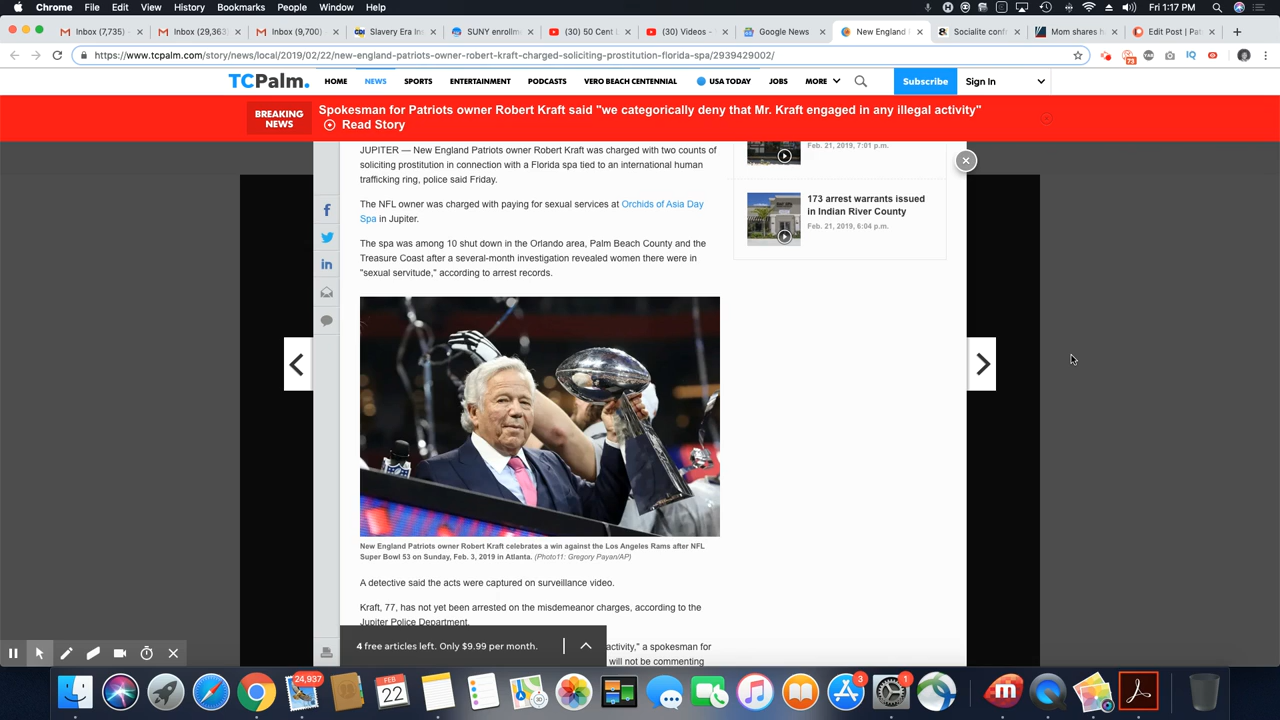 Chrome File Edit View History Bookmarks People Window Help
Fri 1:17 PM
Inbox (7,735) -
Inbox (29,363)
Inbox (9,700) -
Slavery Era Ins
SUNY enrollm
(30) 50 Cent
(30) Videos -
Google News
New England
Socialite conf
Mom shares h
Edit Post | Pat
https://www.tcpalm.com/story/news/local/2019/02/22/new-england-patriots-owner-robert-kraft-charged-soliciting-prostitution-florida-spa/2939429002/
73
TCPalm. HOME NEWS SPORTS ENTERTAINMENT PODCASTS VERO BEACH CENTENNIAL USA TODAY JOBS MORE Subscribe Sign In
BREAKING
NEWS
Spokesman for Patriots owner Robert Kraft said "we categorically deny that Mr. Kraft engaged in any illegal activity"
Read Story
JUPITER — New England Patriots owner Robert Kraft was charged with two counts of
soliciting prostitution in connection with a Florida spa tied to an international human
trafficking ring, police said Friday.
Feb. 21, 2019, 7:01 p.m.
The NFL owner was charged with paying for sexual services at Orchids of Asia Day
Spa in Jupiter.
173 arrest warrants issued
in Indian River County
Feb. 21, 2019, 6:04 p.m.
The spa was among 10 shut down in the Orlando area, Palm Beach County and the
Treasure Coast after a several-month investigation revealed women there were in
"sexual servitude," according to arrest records.
NFL
New England Patriots owner Robert Kraft celebrates a win against the Los Angeles Rams after NFL
Super Bowl 53 on Sunday, Feb. 3, 2019 in Atlanta. (Photo11: Gregory Payan/AP)
A detective said the acts were captured on surveillance video.
Kraft, 77, has not yet been arrested on the misdemeanor charges, according to the
Jupiter Police Department.
4 free articles left. Only $9.99 per month.
activity," a spokesman for
will not be commenting
24,937
FEB
22
3
1